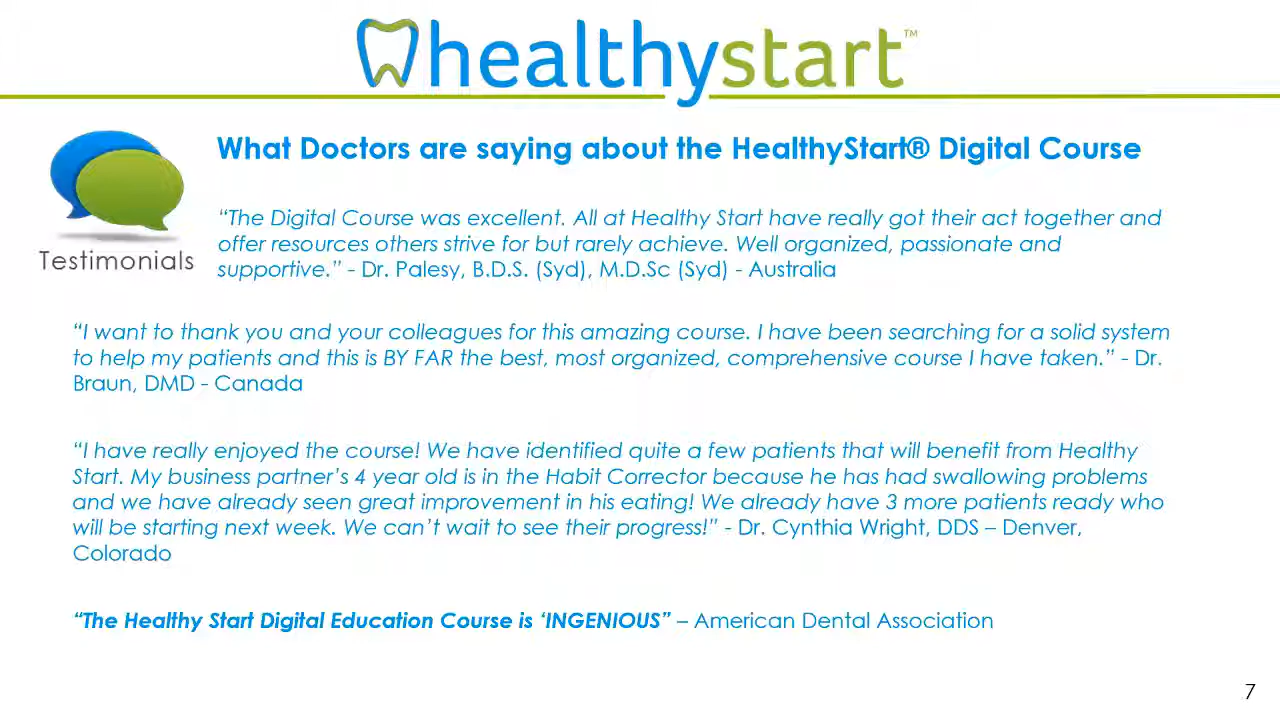 healthystart™
What Doctors are saying about the HealthyStart® Digital Course
Testimonials
“The Digital Course was excellent. All at Healthy Start have really got their act together and
offer resources others strive for but rarely achieve. Well organized, passionate and
supportive.” - Dr. Palesy, B.D.S. (Syd), M.D.Sc (Syd) - Australia
“I want to thank you and your colleagues for this amazing course. I have been searching for a solid system
to help my patients and this is BY FAR the best, most organized, comprehensive course I have taken.” - Dr.
Braun, DMD - Canada
“I have really enjoyed the course! We have identified quite a few patients that will benefit from Healthy
Start. My business partner’s 4 year old is in the Habit Corrector because he has had swallowing problems
and we have already seen great improvement in his eating! We already have 3 more patients ready who
will be starting next week. We can’t wait to see their progress!” - Dr. Cynthia Wright, DDS – Denver,
Colorado
“The Healthy Start Digital Education Course is ‘INGENIOUS” – American Dental Association
7